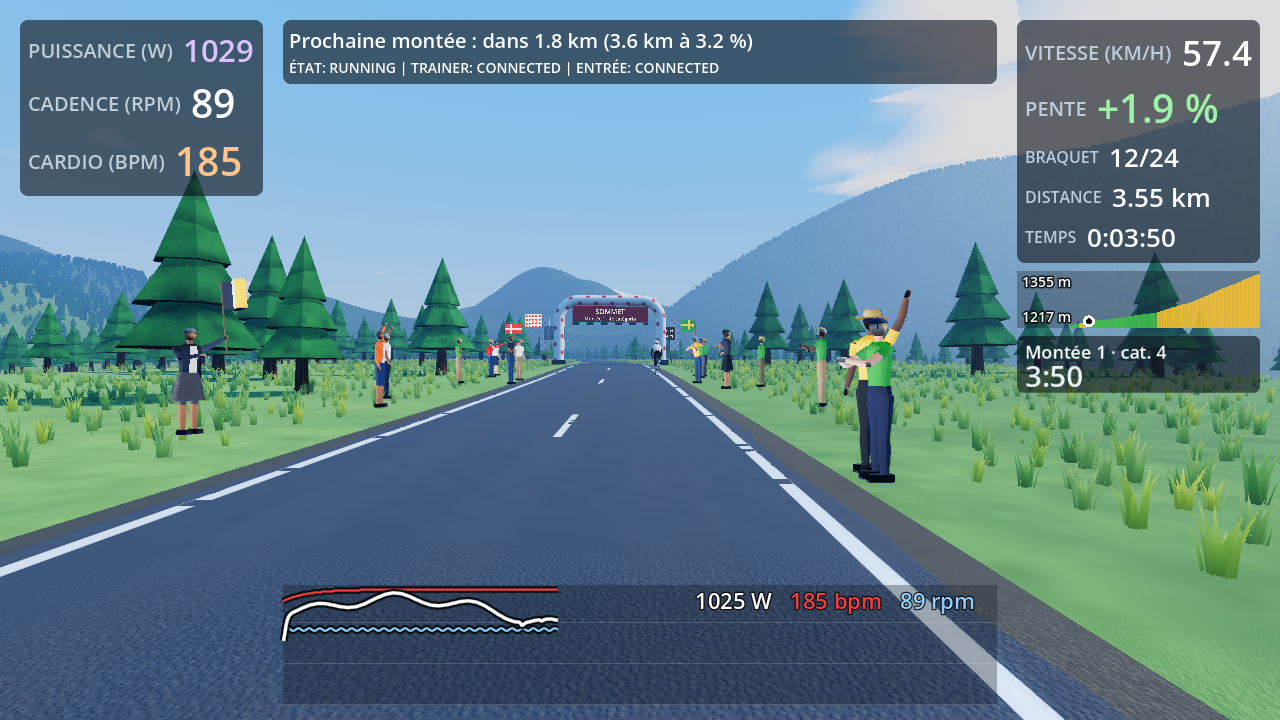 PUISSANCE (W) 1029
CADENCE (RPM) 89
CARDIO (BPM) 185
Prochaine montée : dans 1.8 km (3.6 km à 3.2 %)
ÉTAT: RUNNING | TRAINER: CONNECTED | ENTRÉE: CONNECTED
VITESSE (KM/H) 57.4
PENTE +1.9 %
BRAQUET 12/24
DISTANCE 3.55 km
TEMPS 0:03:50
1355 m
1217 m
Montée 1 · cat. 4
3:50
SOMMET
1025 W 185 bpm 89 rpm